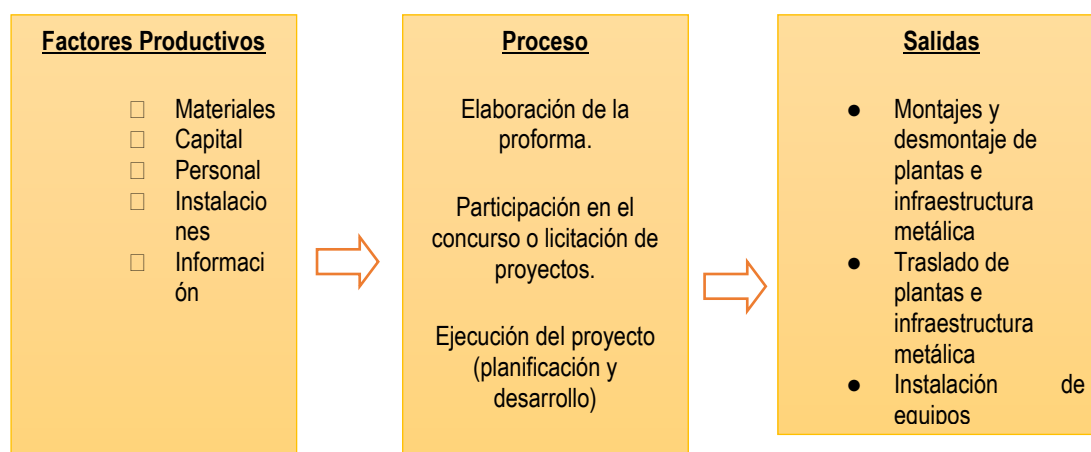 Factores Productivos
□ Materiales
□ Capital
□ Personal
□ Instalacio
nes
□ Informaci
ón
Proceso
Elaboración de la
proforma.
Participación en el
concurso o licitación de
proyectos.
Ejecución del proyecto
(planificación y
desarrollo)
Salidas
● Montajes y
desmontaje de
plantas e
infraestructura
metálica
● Traslado de
plantas e
infraestructura
metálica
● Instalación de
equipos